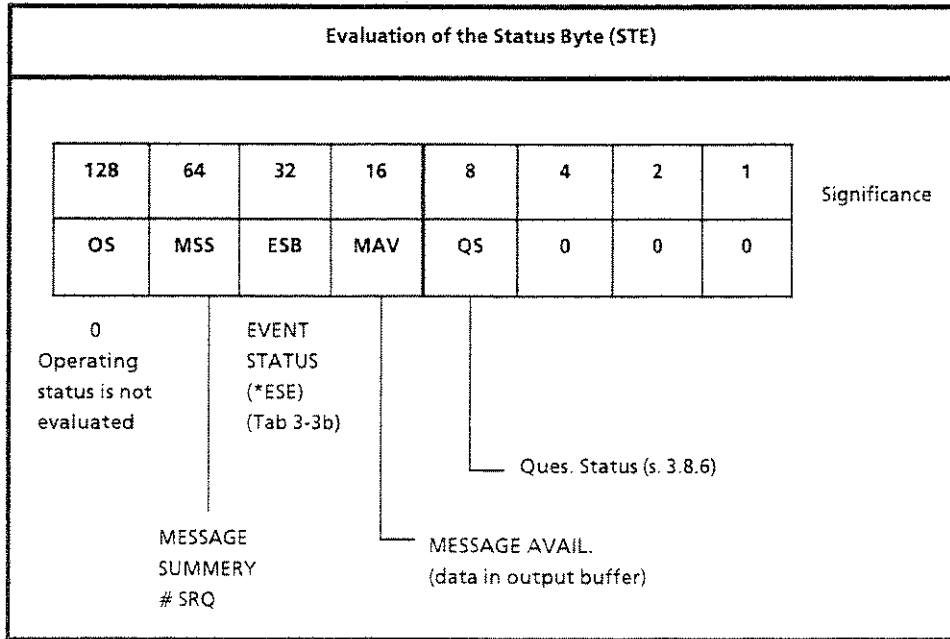 Evaluation of the Status Byte (STE)
128 64 32 16 8 4 2 1 Significance
OS MSS ESB MAV QS 0 0 0
0
Operating
status is not
evaluated
EVENT
STATUS
(*ESE)
(Tab 3-3b)
Ques. Status (s. 3.8.6)
MESSAGE
SUMMERY
# SRQ
MESSAGE AVAIL.
(data in output buffer)